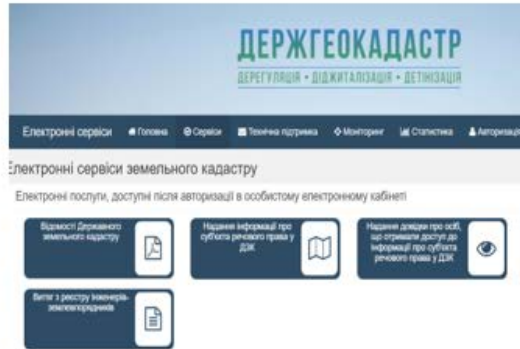 ДЕРЖГЕОКАДАСТР
ДЕРЕГУЛЯЦІЯ • ДІДЖИТАЛІЗАЦІЯ • ДЕТІНІЗАЦІЯ
Електронні сервіси Головна Сервіси Технічна підтримка Моніторинг Статистика Авторизація
Електронні сервіси земельного кадастру
Електронні послуги, доступні після авторизації в особистому електронному кабінеті
Відомості Державного
земельного кадастру
Надання інформації про
суб'єкта речового права у
ДЗК
Надання довідки про осіб,
що отримали доступ до
інформації про суб'єкта
речового права у ДЗК
Витяг з реєстру інженерів-
землевпорядників